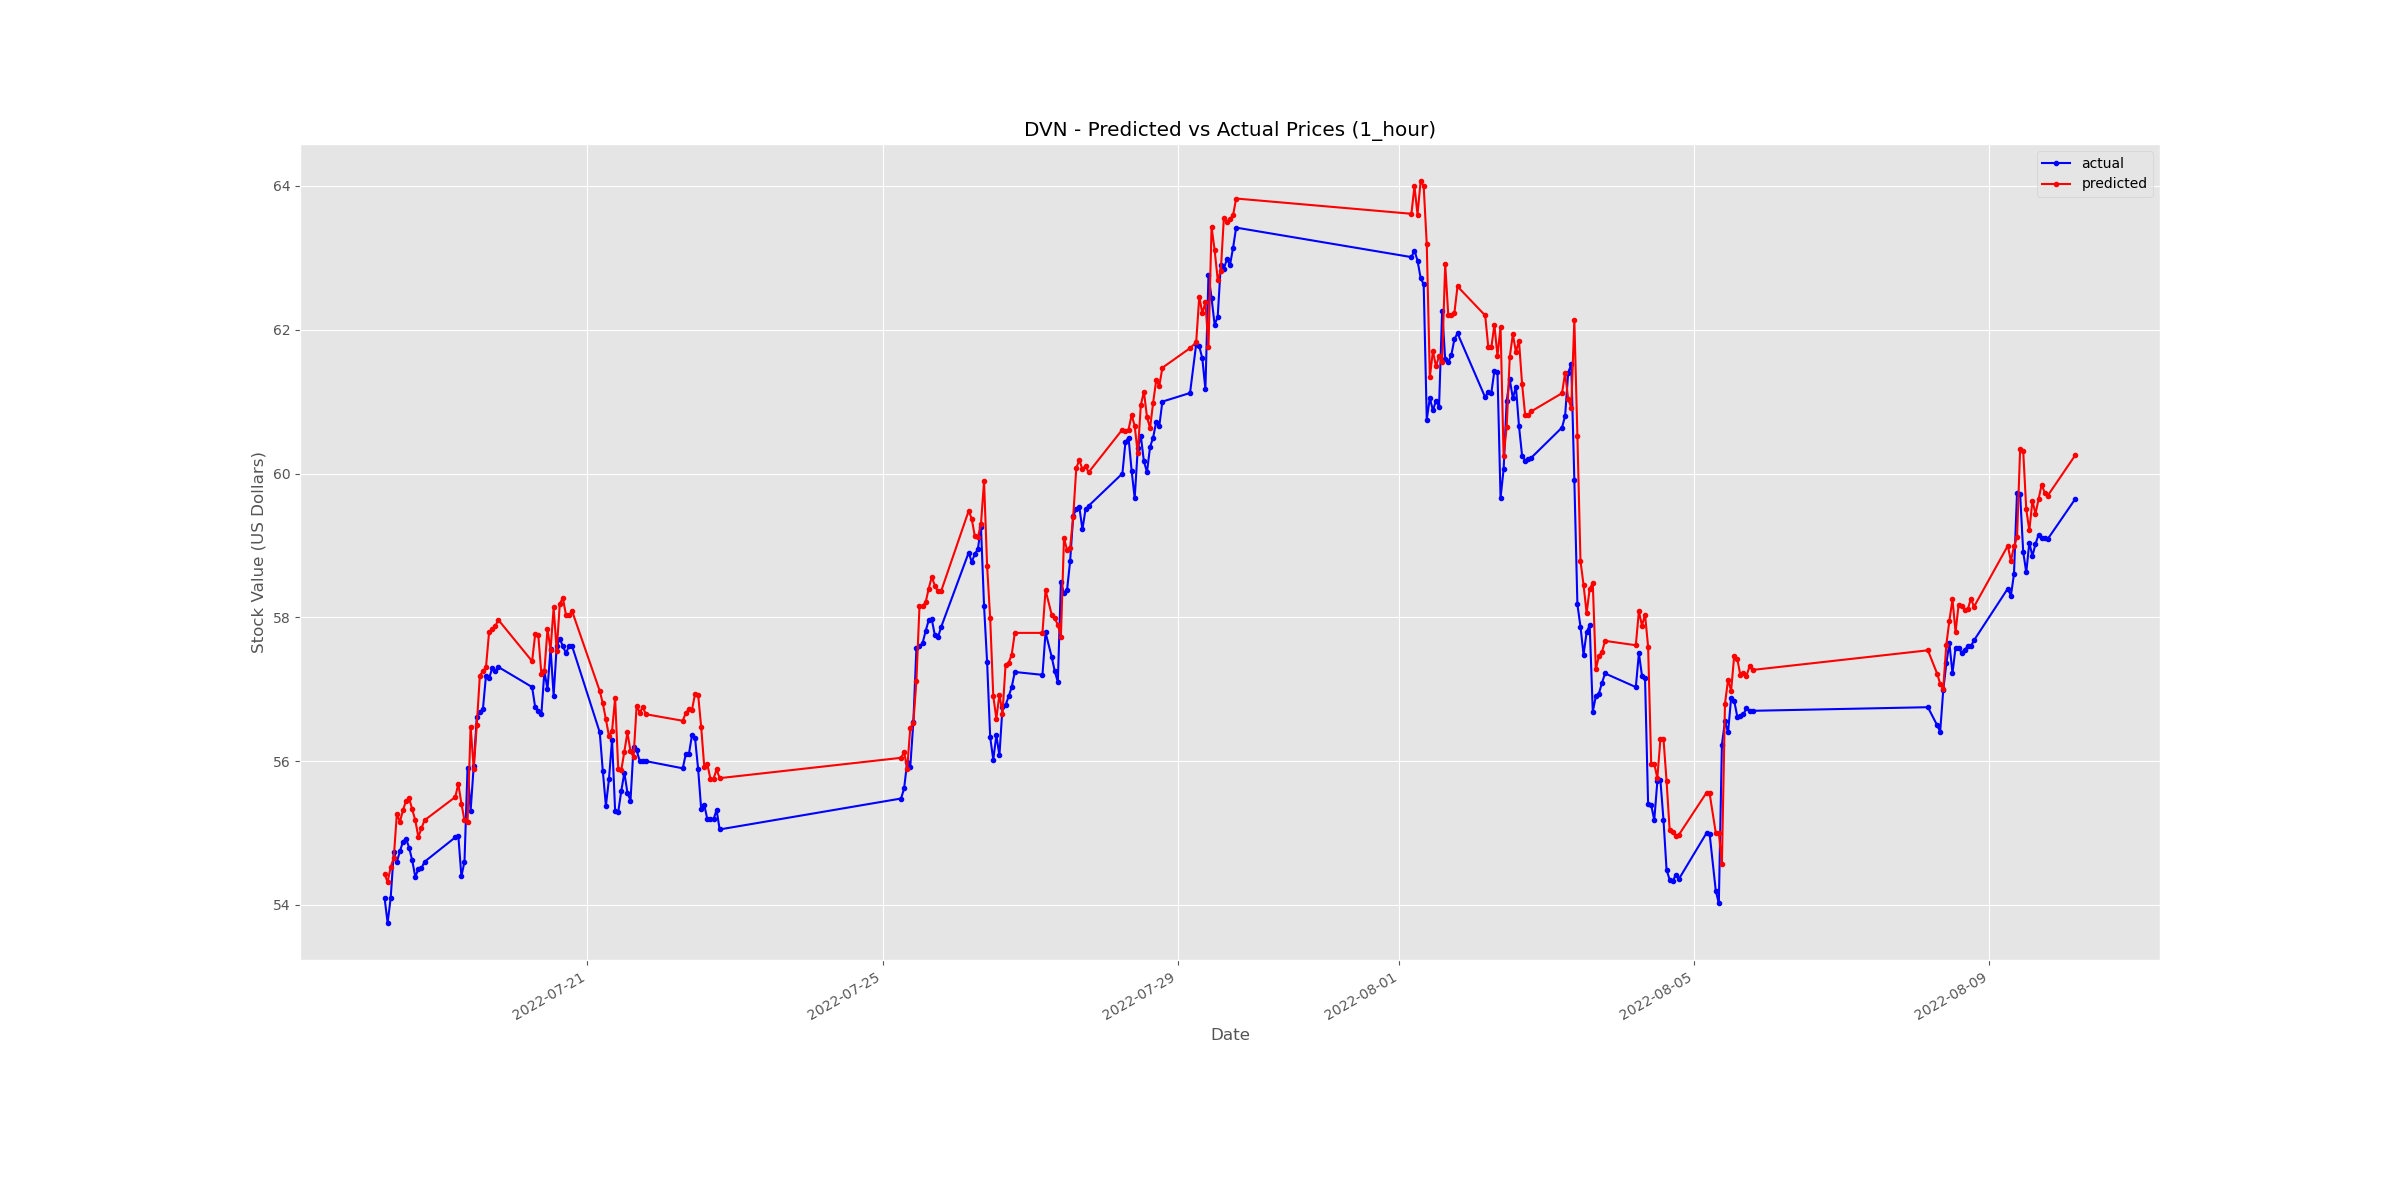 DVN - Predicted vs Actual Prices (1_hour)
actual
predicted
64
62
60
58
56
54
Stock Value (US Dollars)
2022-07-21
2022-07-25
2022-07-29
2022-08-01
2022-08-05
2022-08-09
Date